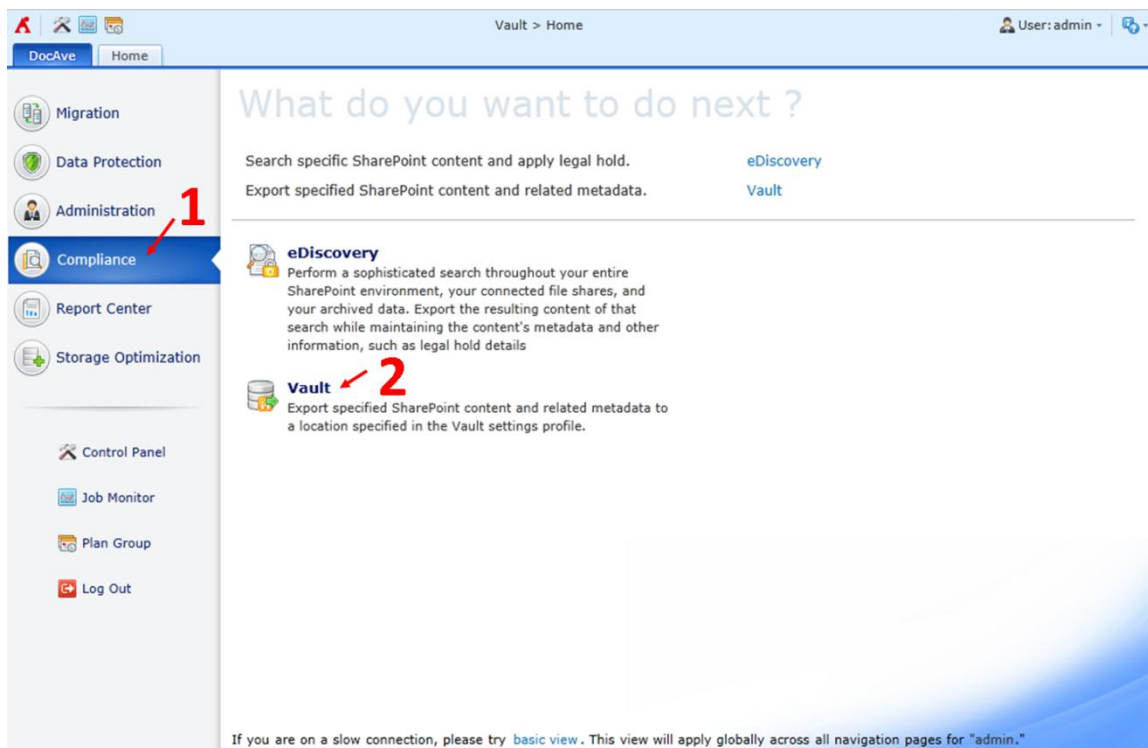 Vault > Home
User: admin
DocAve
Home
Migration
Data Protection
Administration
1
Compliance
Report Center
Storage Optimization
Control Panel
Job Monitor
Plan Group
Log Out
What do you want to do next ?
Search specific SharePoint content and apply legal hold. eDiscovery
Export specified SharePoint content and related metadata. Vault
eDiscovery
Perform a sophisticated search throughout your entire
SharePoint environment, your connected file shares, and
your archived data. Export the resulting content of that
search while maintaining the content's metadata and other
information, such as legal hold details
Vault
2
Export specified SharePoint content and related metadata to
a location specified in the Vault settings profile.
If you are on a slow connection, please try basic view. This view will apply globally across all navigation pages for "admin."